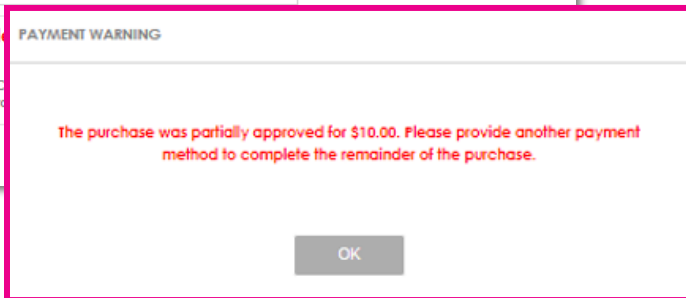 PAYMENT WARNING
The purchase was partially approved for $10.00. Please provide another payment
method to complete the remainder of the purchase.
OK